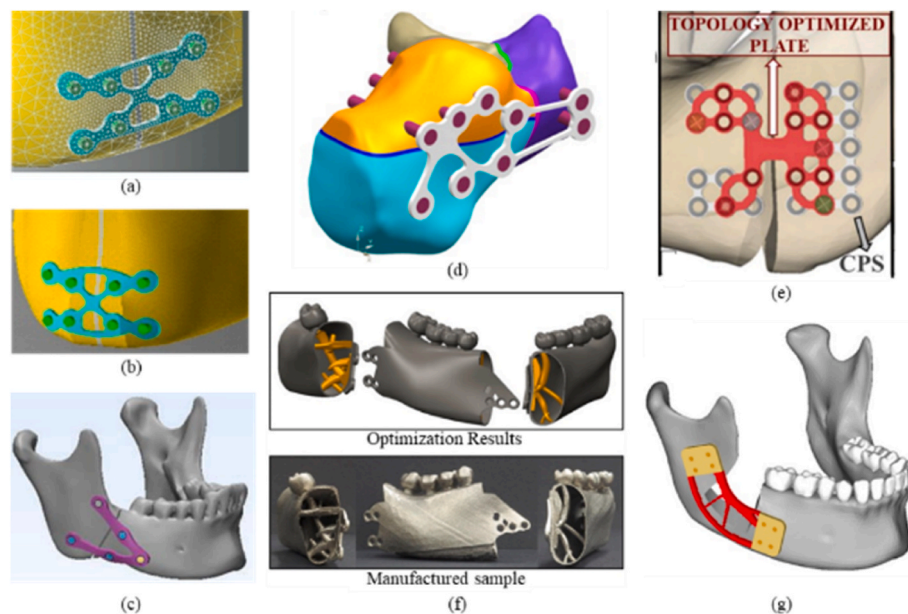 (a)
(b)
(c)
(d)
TOPOLOGY OPTIMIZED
PLATE
CPS
(e)
Optimization Results
Manufactured sample
(f)
(g)